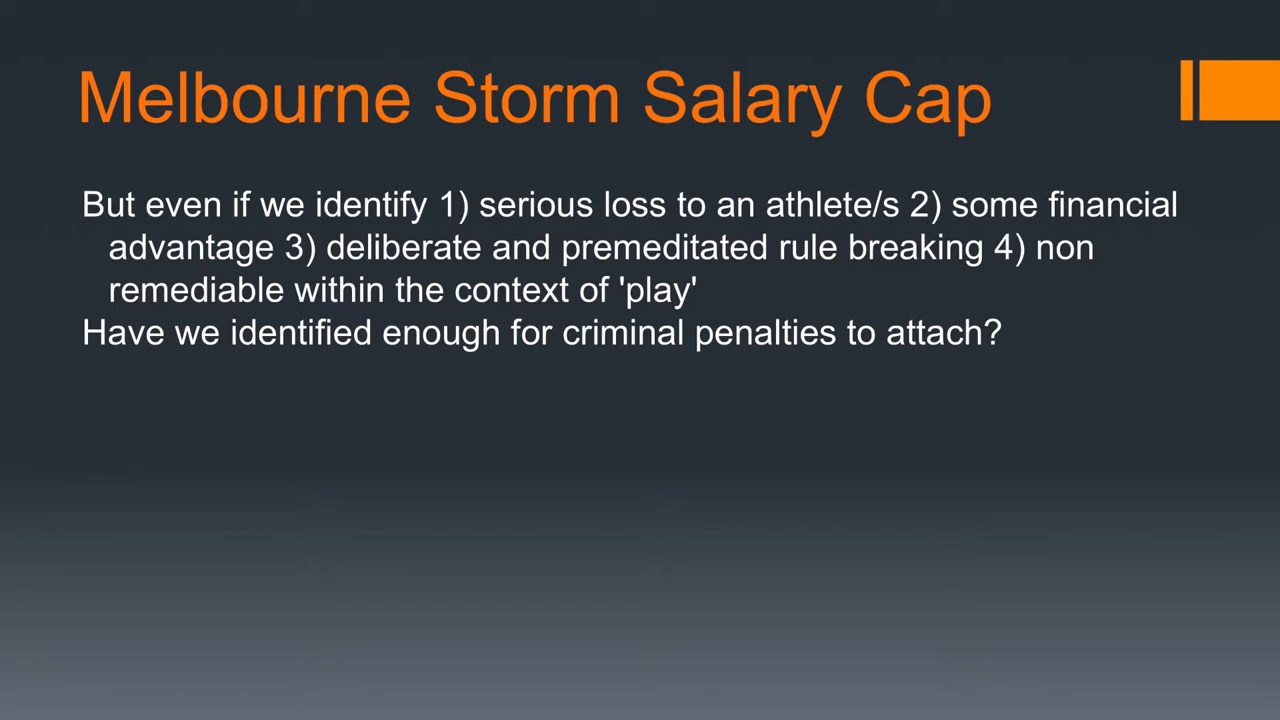 Melbourne Storm Salary Cap
But even if we identify 1) serious loss to an athlete/s 2) some financial
advantage 3) deliberate and premeditated rule breaking 4) non
remediable within the context of 'play'
Have we identified enough for criminal penalties to attach?